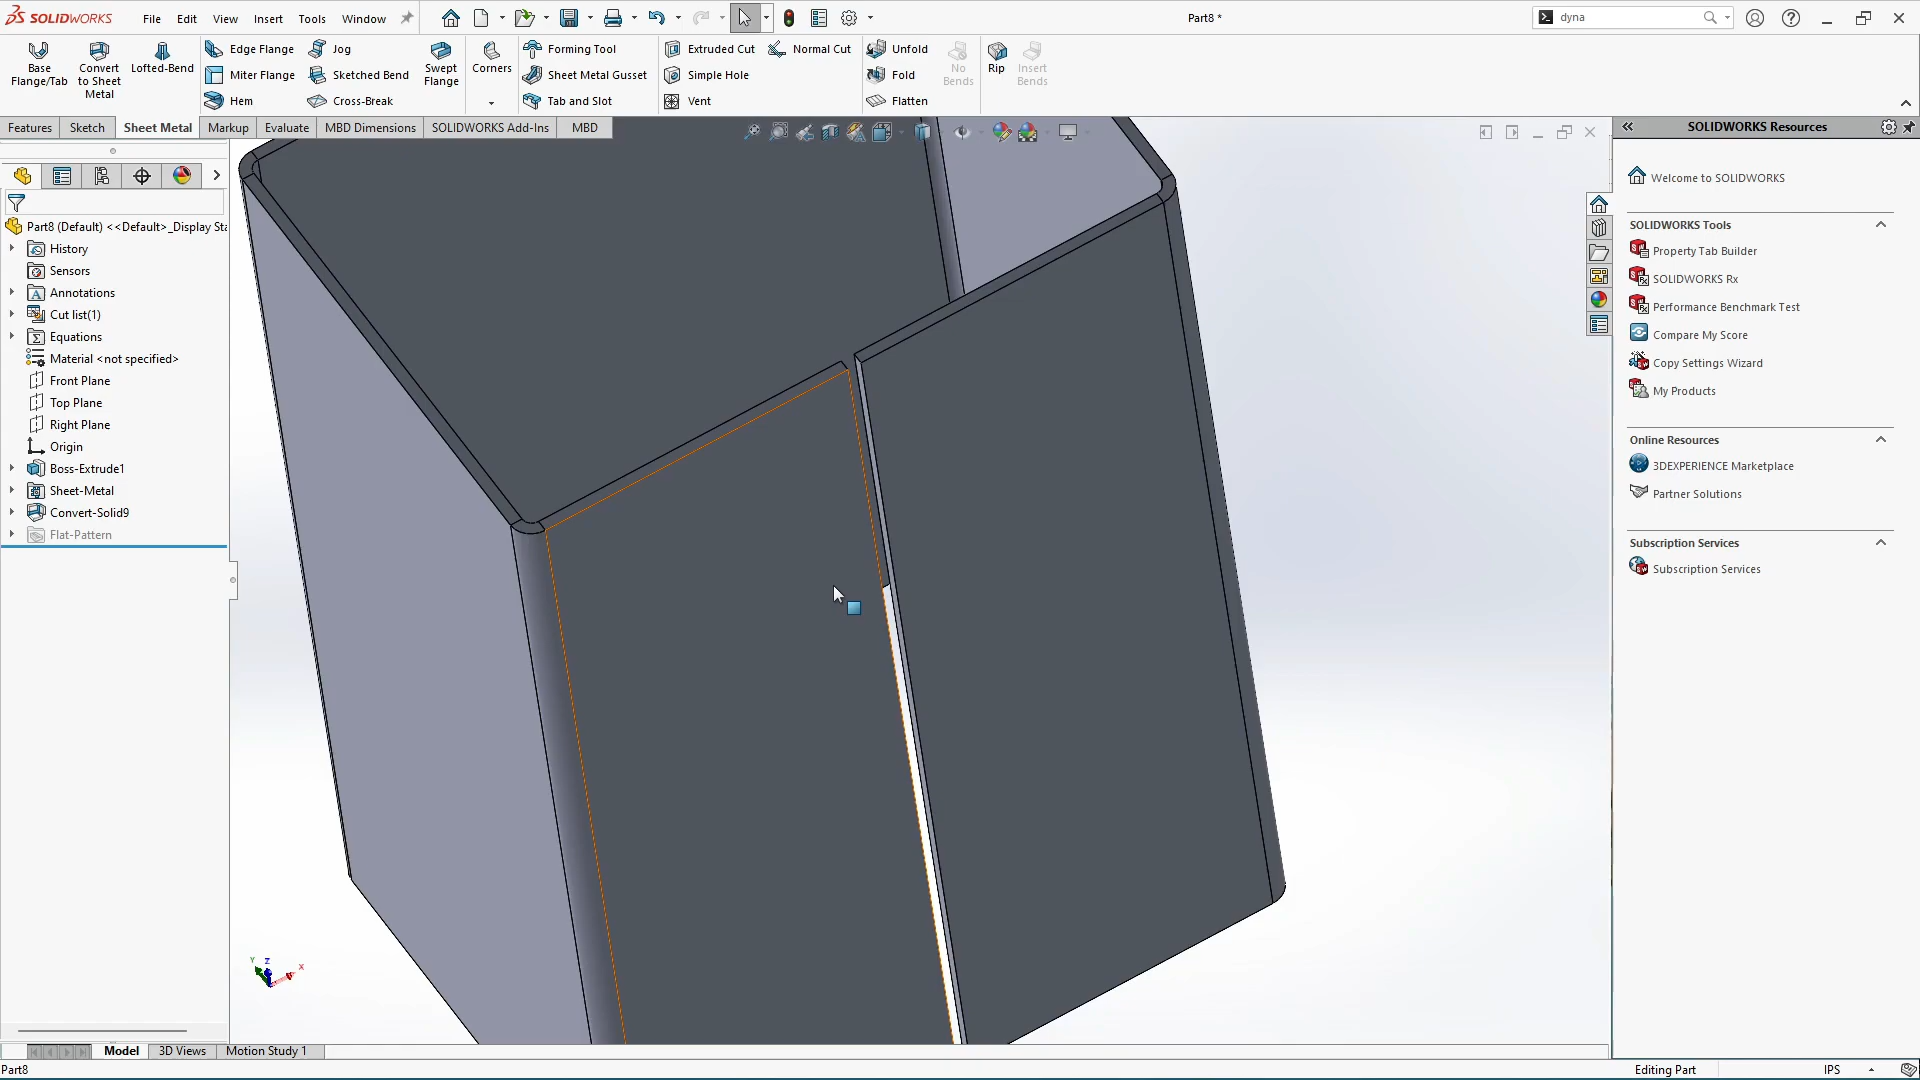 SOLIDWORKS File Edit View Insert Tools Window Part8 * dyna
Base Flange/Tab
Convert to Sheet Metal
Lofted-Bend
Edge Flange
Miter Flange
Hem
Jog
Sketched Bend
Cross-Break
Swept Flange
Corners
Forming Tool
Sheet Metal Gusset
Tab and Slot
Extruded Cut
Simple Hole
Vent
Normal Cut
Unfold
Fold
Flatten
No Bends
Rip
Insert Bends
Features Sketch Sheet Metal Markup Evaluate MBD Dimensions SOLIDWORKS Add-Ins MBD
Part8 (Default) <<Default>_Display Sta
History
Sensors
Annotations
Cut list(1)
Equations
Material <not specified>
Front Plane
Top Plane
Right Plane
Origin
Boss-Extrude1
Sheet-Metal
Convert-Solid9
Flat-Pattern
Y Z X
SOLIDWORKS Resources
Welcome to SOLIDWORKS
SOLIDWORKS Tools
Property Tab Builder
SOLIDWORKS Rx
Performance Benchmark Test
Compare My Score
Copy Settings Wizard
My Products
Online Resources
3DEXPERIENCE Marketplace
Partner Solutions
Subscription Services
Subscription Services
Model 3D Views Motion Study 1
Part8 Editing Part IPS